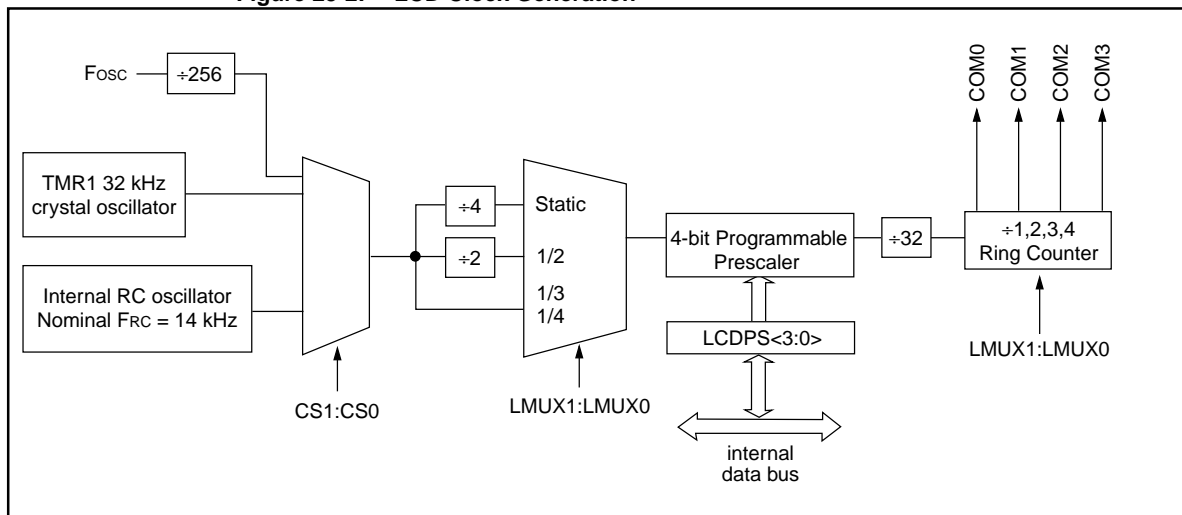 Figure 25-2: LCD Clock Generation
FOSC
÷256
TMR1 32 kHz
crystal oscillator
Internal RC oscillator
Nominal FRC = 14 kHz
CS1:CS0
÷4
÷2
Static
1/2
1/3
1/4
LMUX1:LMUX0
4-bit Programmable
Prescaler
LCDPS<3:0>
internal
data bus
÷32
COM0
COM1
COM2
COM3
÷1,2,3,4
Ring Counter
LMUX1:LMUX0